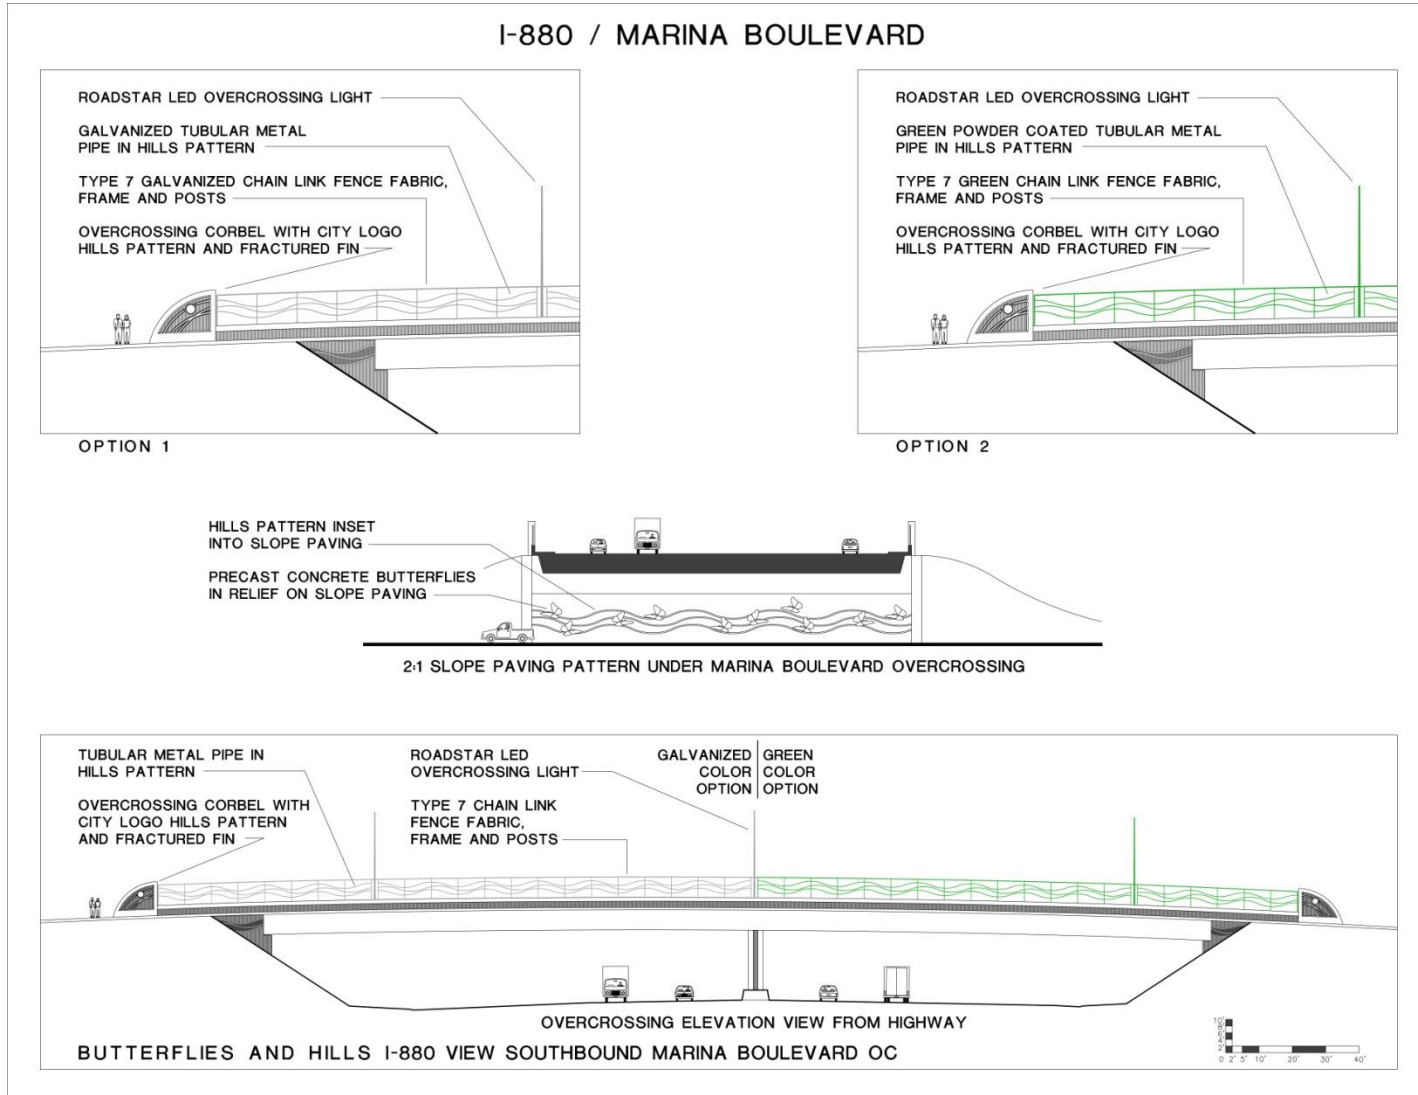 I-880 / MARINA BOULEVARD
ROADSTAR LED OVERCROSSING LIGHT
GALVANIZED TUBULAR METAL
PIPE IN HILLS PATTERN
TYPE 7 GALVANIZED CHAIN LINK FENCE FABRIC,
FRAME AND POSTS
OVERCROSSING CORBEL WITH CITY LOGO
HILLS PATTERN AND FRACTURED FIN
OPTION 1
ROADSTAR LED OVERCROSSING LIGHT
GREEN POWDER COATED TUBULAR METAL
PIPE IN HILLS PATTERN
TYPE 7 GREEN CHAIN LINK FENCE FABRIC,
FRAME AND POSTS
OVERCROSSING CORBEL WITH CITY LOGO
HILLS PATTERN AND FRACTURED FIN
OPTION 2
HILLS PATTERN INSET
INTO SLOPE PAVING
PRECAST CONCRETE BUTTERFLIES
IN RELIEF ON SLOPE PAVING
2:1 SLOPE PAVING PATTERN UNDER MARINA BOULEVARD OVERCROSSING
TUBULAR METAL PIPE IN
HILLS PATTERN
OVERCROSSING CORBEL WITH
CITY LOGO HILLS PATTERN
AND FRACTURED FIN
ROADSTAR LED
OVERCROSSING LIGHT
TYPE 7 CHAIN LINK
FENCE FABRIC,
FRAME AND POSTS
GALVANIZED
COLOR
OPTION
GREEN
COLOR
OPTION
OVERCROSSING ELEVATION VIEW FROM HIGHWAY
BUTTERFLIES AND HILLS I-880 VIEW SOUTHBOUND MARINA BOULEVARD OC
10'
2'
0 2' 5' 10' 20' 30' 40'